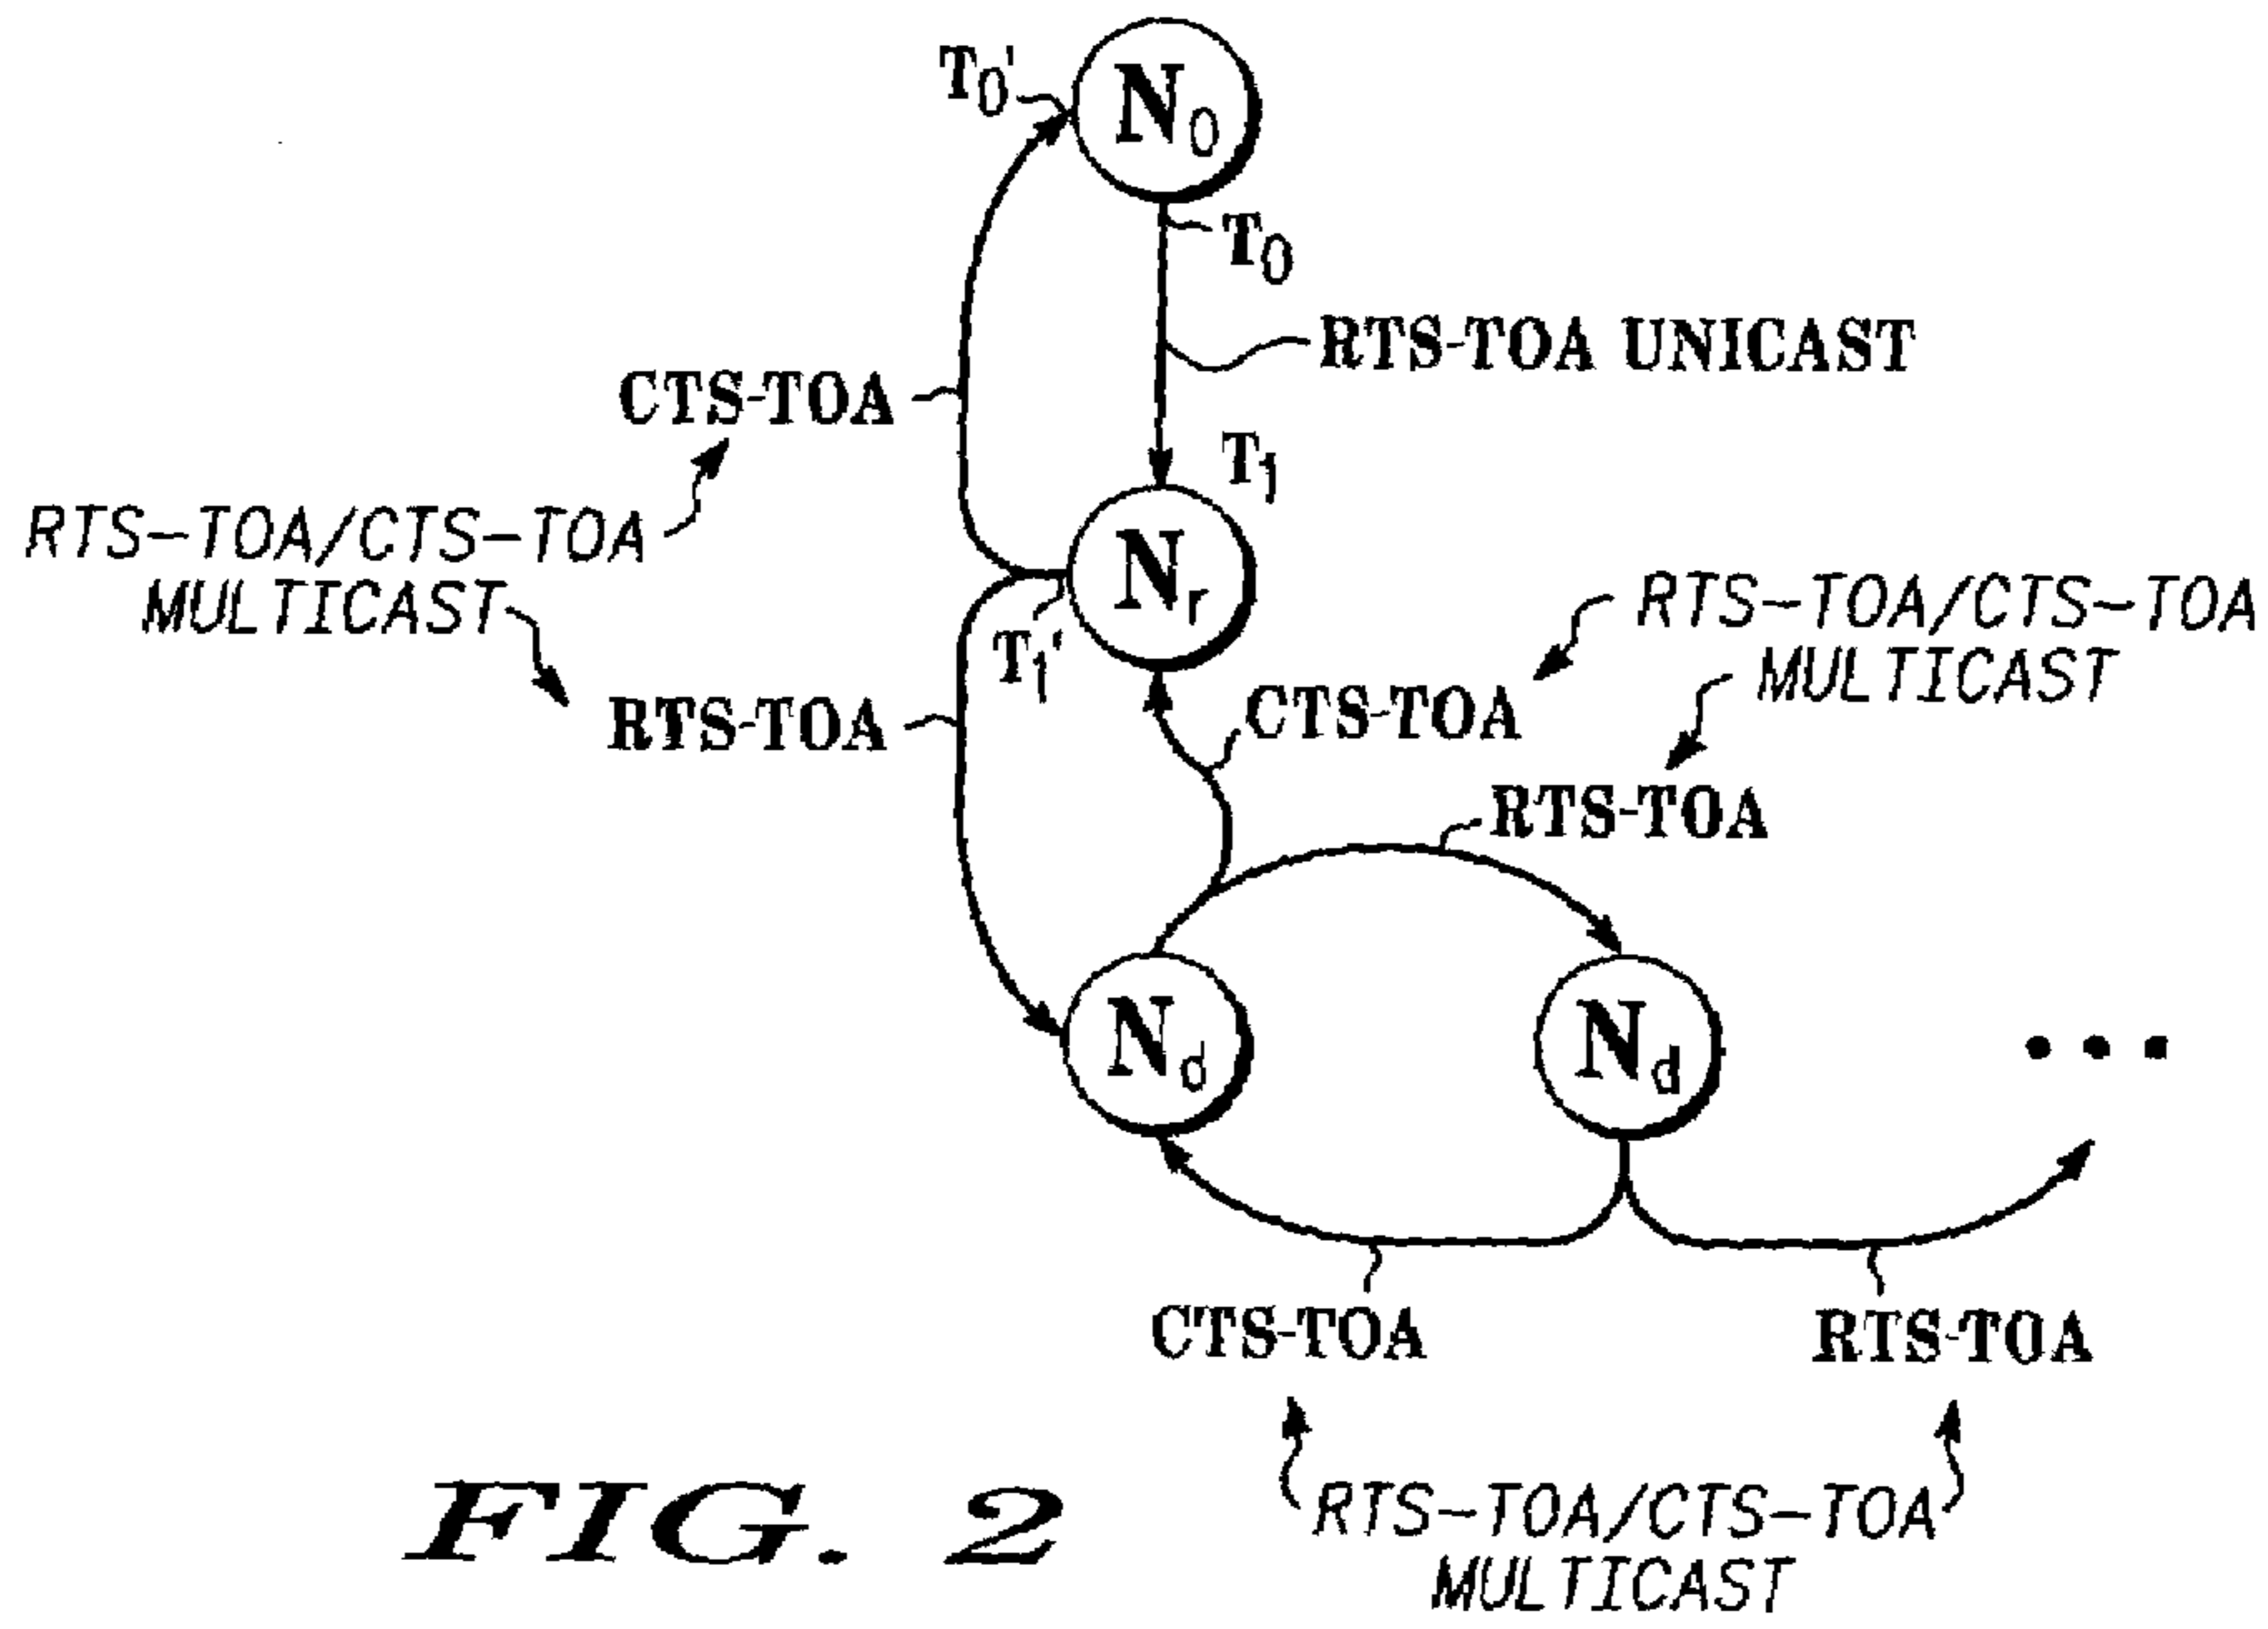 T0'
N0
T0
RTS-TOA UNICAST
CTS-TOA
T1
RTS-TOA/CTS-TOA
MULTICAST
Nr
T1'
RTS-TOA/CTS-TOA
MULTICAST
RTS-TOA
CTS-TOA
RTS-TOA
Nd
Nd
...
CTS-TOA
RTS-TOA
RTS-TOA/CTS-TOA
MULTICAST
FIG. 2